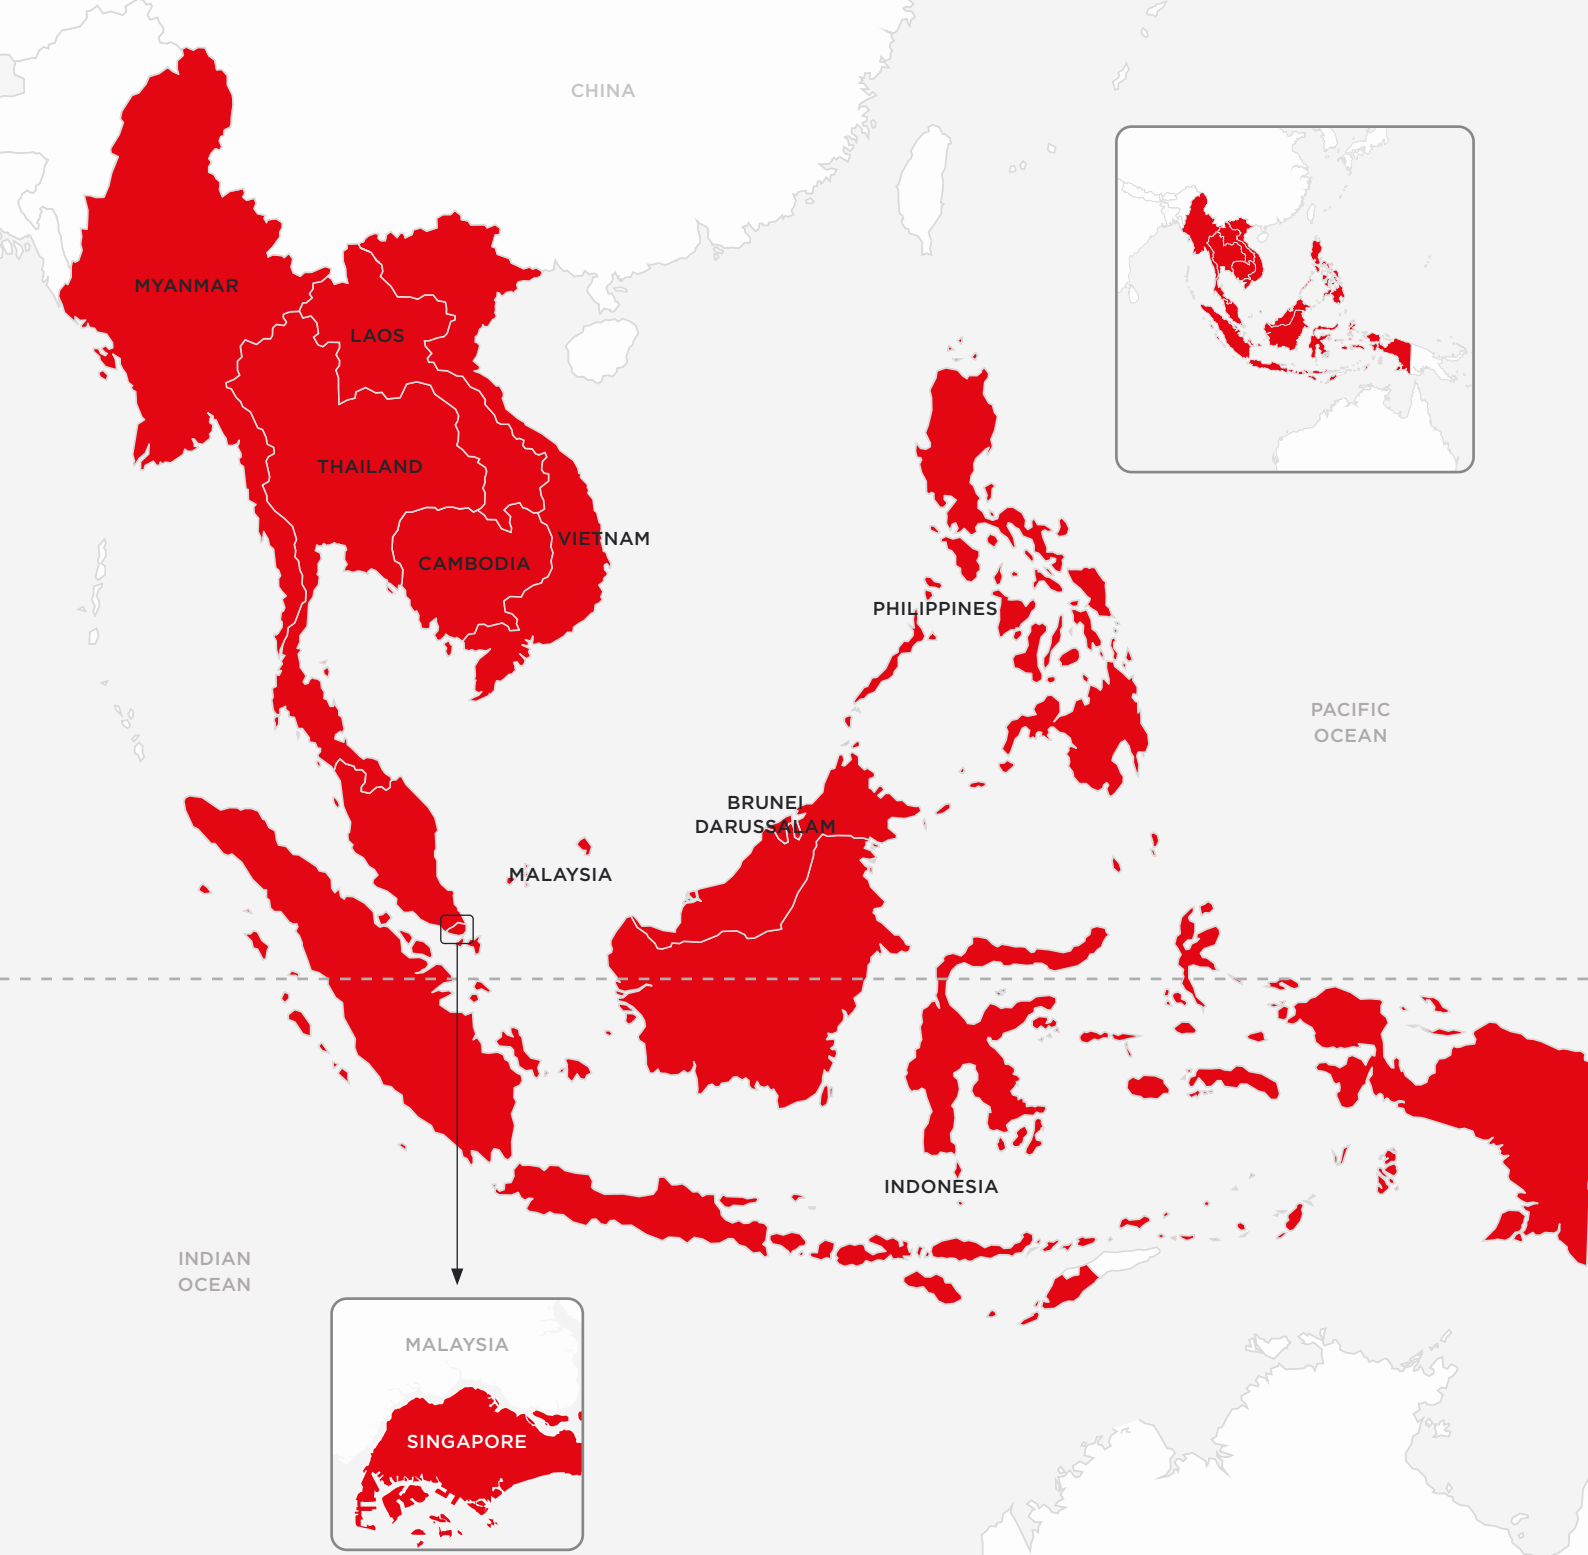 CHINA
MYANMAR
LAOS
THAILAND
VIETNAM
CAMBODIA
PHILIPPINES
PACIFIC
OCEAN
BRUNEI
DARUSSALAM
MALAYSIA
INDONESIA
INDIAN
OCEAN
MALAYSIA
SINGAPORE